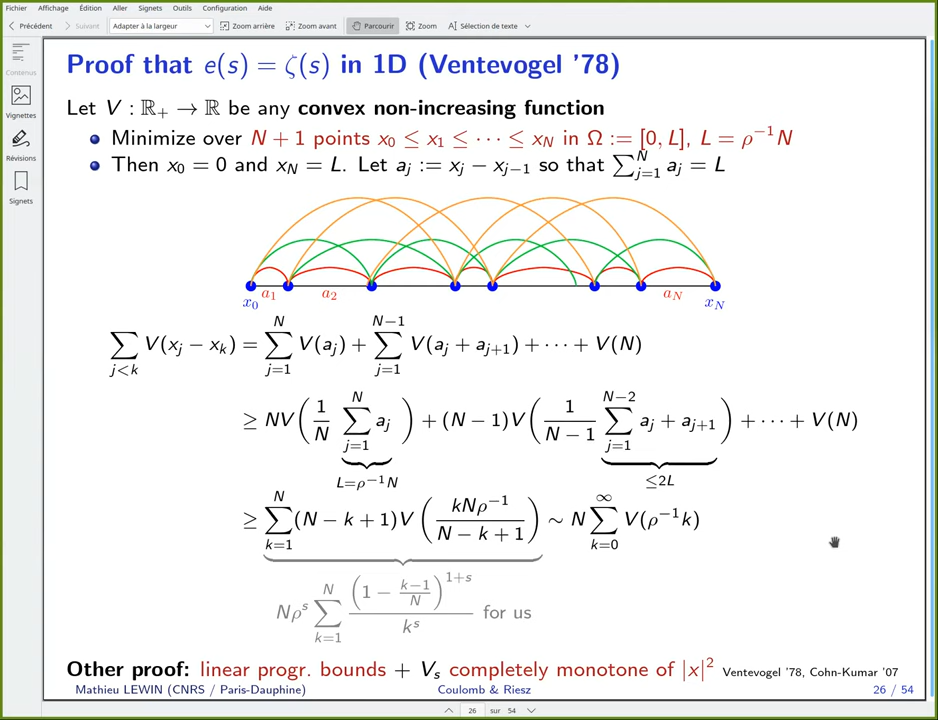 Fichier Affichage Édition Aller Signets Outils Configuration Aide
Précédent Suivant Adapter à la largeur Zoom arrière Zoom avant Parcourir Zoom Sélection de texte
Contenus
Vignettes
Révisions
Signets
Proof that e(s) = ζ(s) in 1D (Ventevogel '78)
Let V : ℝ₊ → ℝ be any convex non-increasing function
Minimize over N + 1 points x₀ ≤ x₁ ≤ ⋯ ≤ x_N in Ω := [0, L], L = ρ⁻¹N
Then x₀ = 0 and x_N = L. Let a_j := x_j − x_{j−1} so that ∑_{j=1}^{N} a_j = L
x₀ a₁ a₂ a_N x_N
∑_{j<k} V(x_j − x_k) = ∑_{j=1}^{N} V(a_j) + ∑_{j=1}^{N−1} V(a_j + a_{j+1}) + ⋯ + V(N)
≥ NV(1/N ∑_{j=1}^{N} a_j) + (N − 1)V(1/(N − 1) ∑_{j=1}^{N−2} a_j + a_{j+1}) + ⋯ + V(N)
L=ρ⁻¹N ≤2L
≥ ∑_{k=1}^{N} (N − k + 1)V(kNρ⁻¹/(N − k + 1)) ∼ N ∑_{k=0}^{∞} V(ρ⁻¹k)
Nρ^s ∑_{k=1}^{N} (1 − (k−1)/N)^{1+s}/k^s for us
Other proof: linear progr. bounds + V_s completely monotone of |x|² Ventevogel '78, Cohn-Kumar '07
Mathieu LEWIN (CNRS / Paris-Dauphine) Coulomb & Riesz 26 / 54
26 sur 54